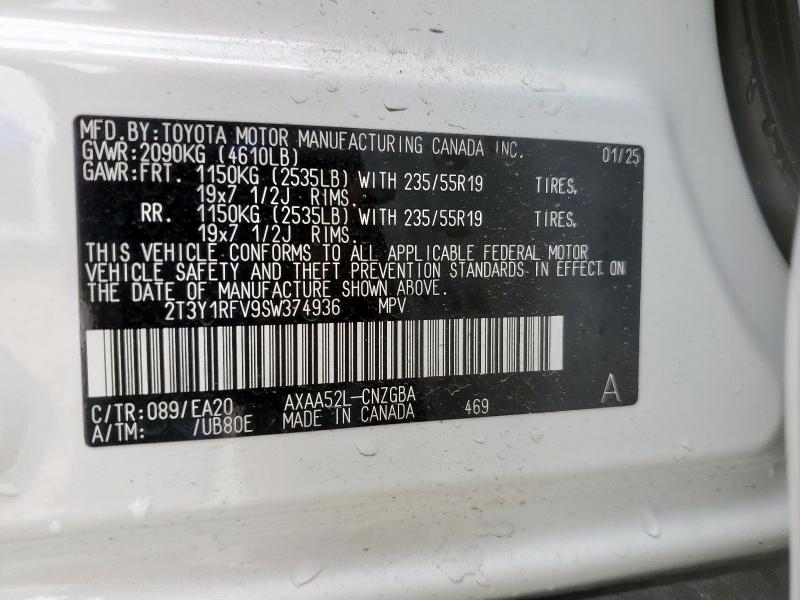 MFD.BY:TOYOTA MOTOR MANUFACTURING CANADA INC. 01/25
GVWR:2090KG (4610LB)
GAWR:FRT. 1150KG (2535LB) WITH 235/55R19 TIRES,
19x7 1/2J RIMS.
RR. 1150KG (2535LB) WITH 235/55R19 TIRES,
19x7 1/2J RIMS.
THIS VEHICLE CONFORMS TO ALL APPLICABLE FEDERAL MOTOR
VEHICLE SAFETY AND THEFT PREVENTION STANDARDS IN EFFECT ON
THE DATE OF MANUFACTURE SHOWN ABOVE.
2T3Y1RFV9SW374936 MPV
C/TR:089/EA20 AXAA52L-CNZGBA A
A/TM: /UB80E MADE IN CANADA 469